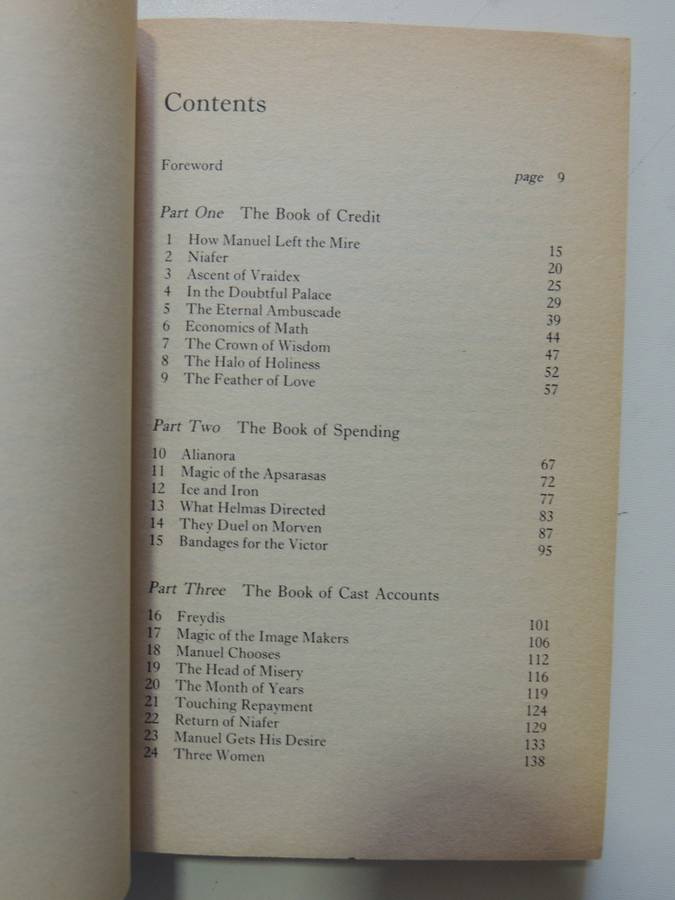 Contents
Foreword page 9
Part One The Book of Credit
1 How Manuel Left the Mire 15
2 Niafer 20
3 Ascent of Vraidex 25
4 In the Doubtful Palace 29
5 The Eternal Ambuscade 39
6 Economics of Math 44
7 The Crown of Wisdom 47
8 The Halo of Holiness 52
9 The Feather of Love 57
Part Two The Book of Spending
10 Alianora 67
11 Magic of the Apsarasas 72
12 Ice and Iron 77
13 What Helmas Directed 83
14 They Duel on Morven 87
15 Bandages for the Victor 95
Part Three The Book of Cast Accounts
16 Freydis 101
17 Magic of the Image Makers 106
18 Manuel Chooses 112
19 The Head of Misery 116
20 The Month of Years 119
21 Touching Repayment 124
22 Return of Niafer 129
23 Manuel Gets His Desire 133
24 Three Women 138